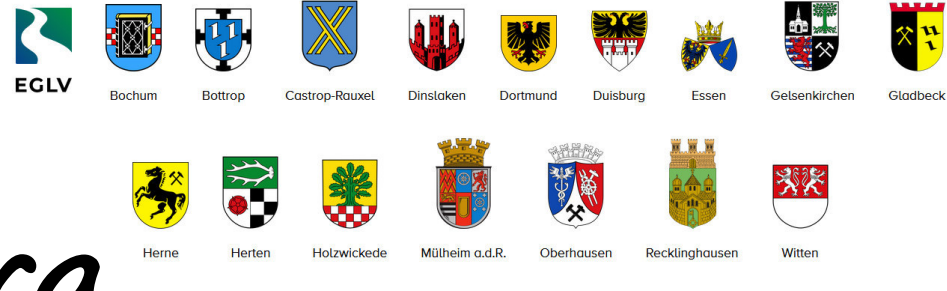 EGLV
Bochum Bottrop Castrop-Rauxel Dinslaken Dortmund Duisburg Essen Gelsenkirchen Gladbeck
Herne Herten Holzwickede Mülheim a.d.R. Oberhausen Recklinghausen Witten